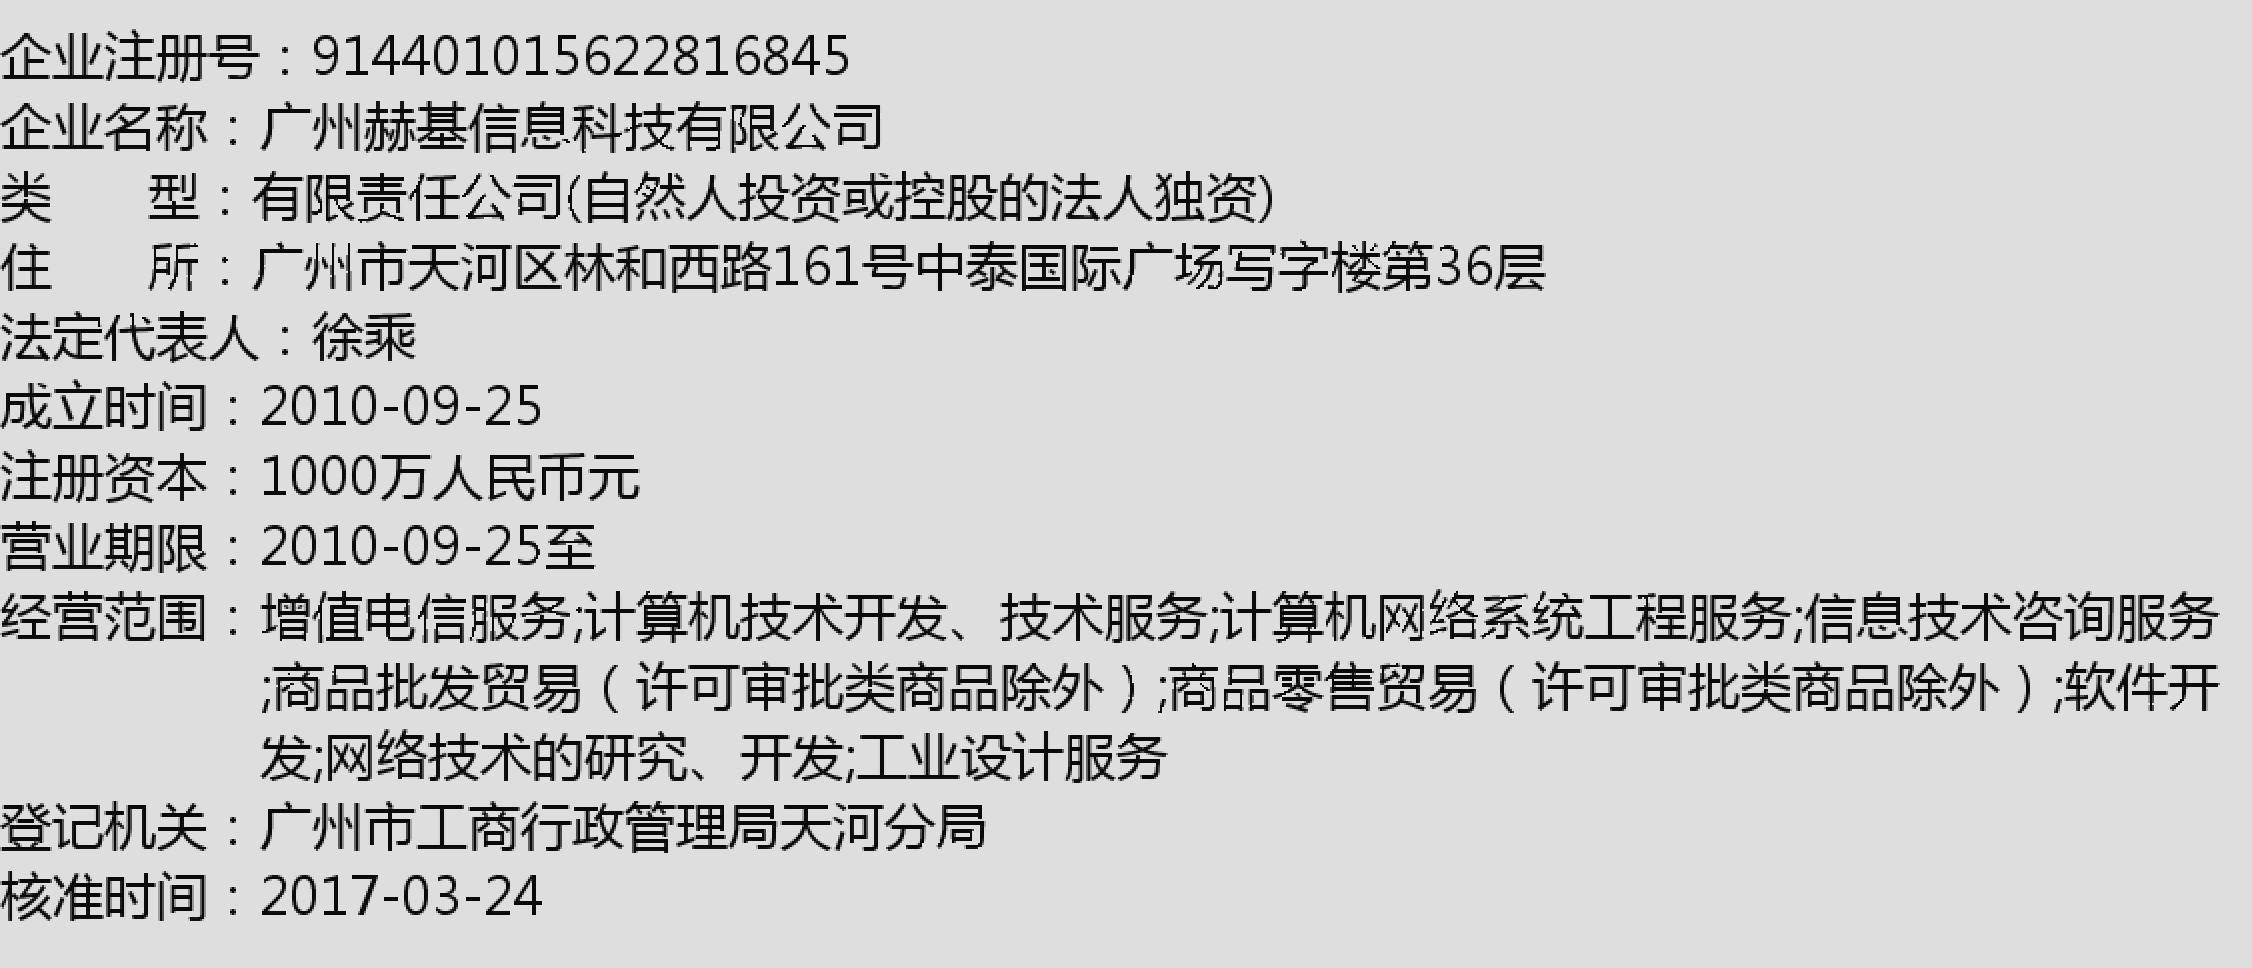 企业注册号：914401015622816845
企业名称：广州赫基信息科技有限公司
类　　型：有限责任公司(自然人投资或控股的法人独资)
住　　所：广州市天河区林和西路161号中泰国际广场写字楼第36层
法定代表人：徐乘
成立时间：2010-09-25
注册资本：1000万人民币元
营业期限：2010-09-25至
经营范围：增值电信服务;计算机技术开发、技术服务;计算机网络系统工程服务;信息技术咨询服务
;商品批发贸易（许可审批类商品除外）;商品零售贸易（许可审批类商品除外）;软件开
发;网络技术的研究、开发;工业设计服务
登记机关：广州市工商行政管理局天河分局
核准时间：2017-03-24